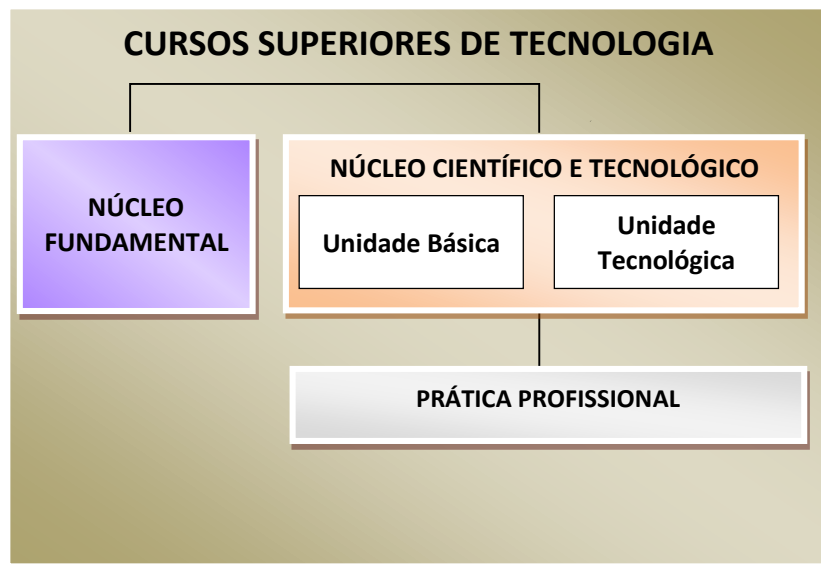 CURSOS SUPERIORES DE TECNOLOGIA
NÚCLEO
FUNDAMENTAL
NÚCLEO CIENTÍFICO E TECNOLÓGICO
Unidade Básica
Unidade
Tecnológica
PRÁTICA PROFISSIONAL